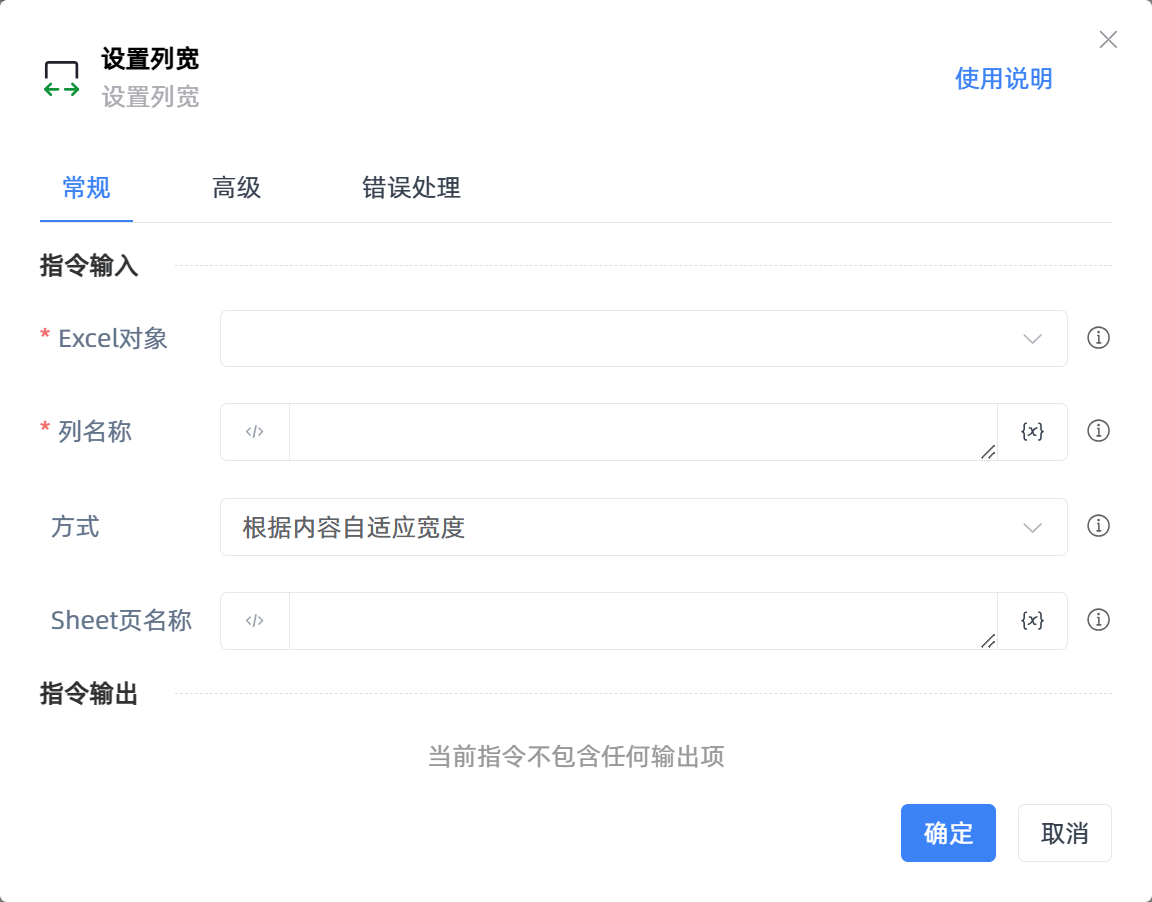 设置列宽
设置列宽
使用说明
常规
高级
错误处理
指令输入
* Excel对象
* 列名称
</>
{x}
方式
根据内容自适应宽度
Sheet页名称
</>
{x}
指令输出
当前指令不包含任何输出项
确定
取消